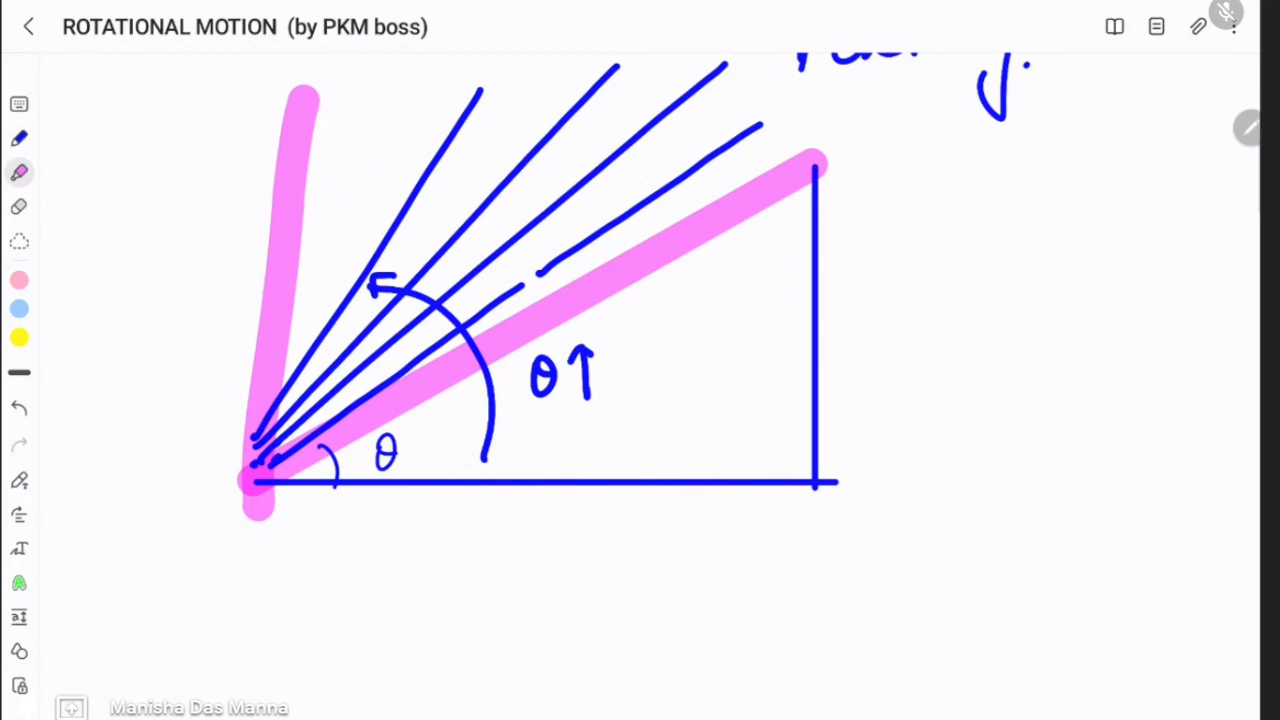 ROTATIONAL MOTION (by PKM boss)
θ↑
θ
Manisha Das Manna